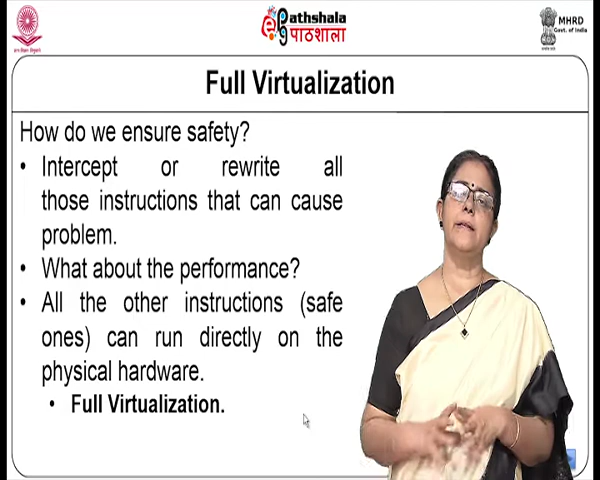 Pathshala
पाठशाला
MHRD
Govt. of India
Full Virtualization
How do we ensure safety?
• Intercept or rewrite all
those instructions that can cause
problem.
• What about the performance?
• All the other instructions (safe
ones) can run directly on the
physical hardware.
• Full Virtualization.